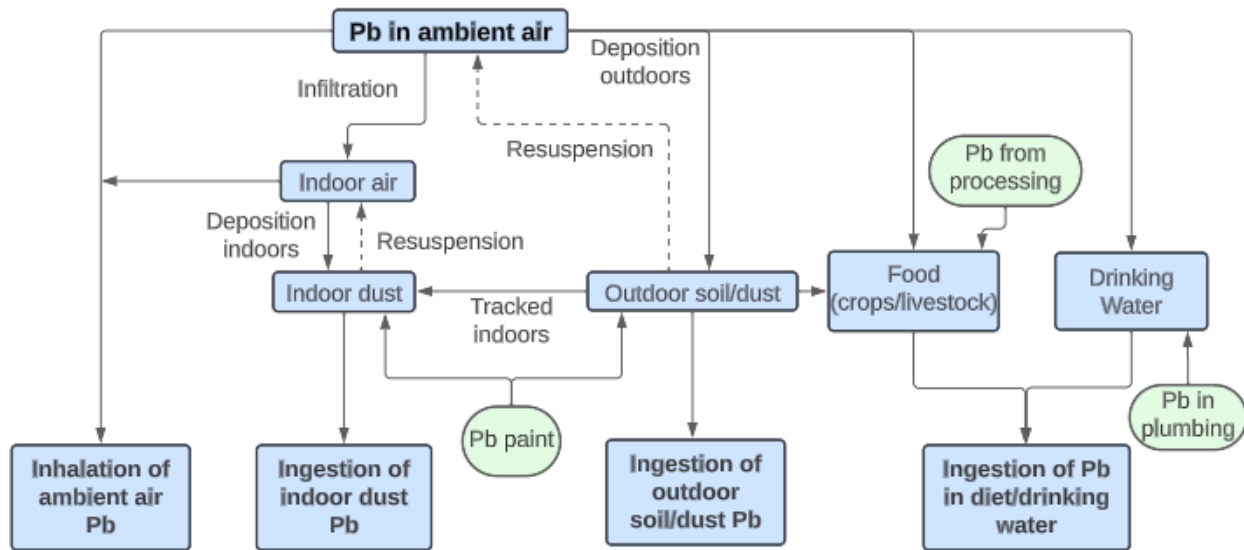 Pb in ambient air
Deposition
outdoors
Infiltration
Resuspension
Pb from
processing
Indoor air
Deposition
indoors
Resuspension
Indoor dust
Tracked
indoors
Outdoor soil/dust
Food
(crops/livestock)
Drinking
Water
Pb paint
Pb in
plumbing
Inhalation of
ambient air
Pb
Ingestion of
indoor dust
Pb
Ingestion of
outdoor
soil/dust Pb
Ingestion of Pb
in diet/drinking
water